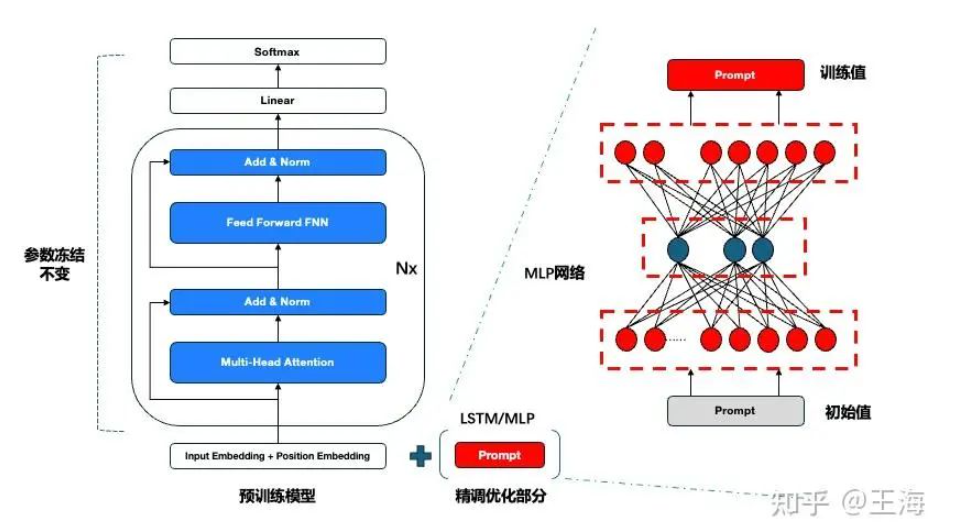 Softmax
Linear
Add & Norm
Feed Forward FNN
Nx
Add & Norm
Multi-Head Attention
参数冻结
不变
Input Embedding + Position Embedding
预训练模型
LSTM/MLP
Prompt
精调优化部分
Prompt
训练值
MLP网络
......
Prompt
初始值
知乎 @王海